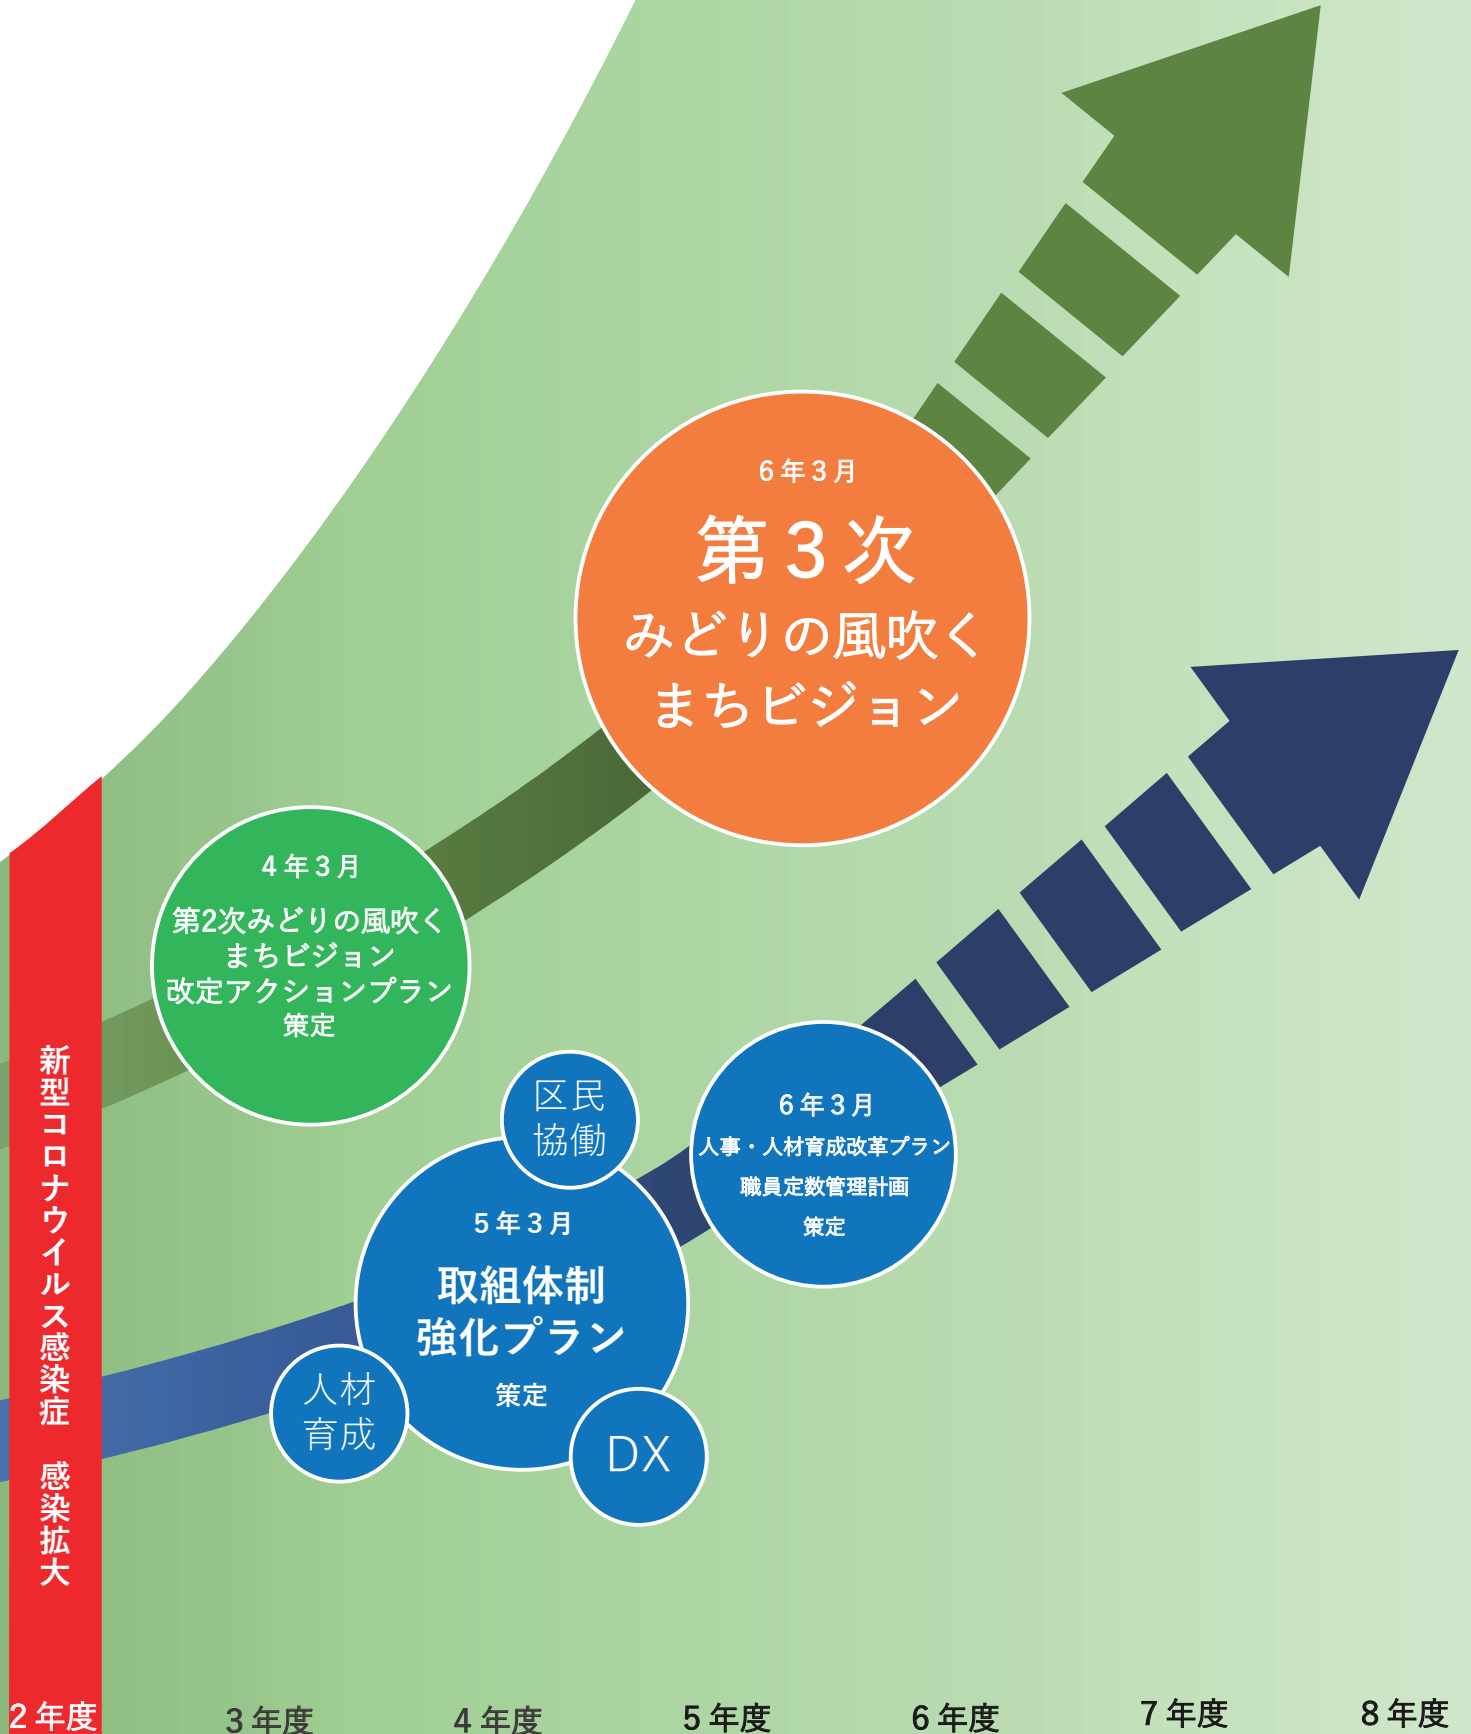 6年3月
第3次
みどりの風吹く
まちビジョン
4年3月
第2次みどりの風吹く
まちビジョン
改定アクションプラン
策定
新型コロナウイルス感染症　感染拡大
区民
協働
6年3月
人事・人材育成改革プラン
職員定数管理計画
策定
5年3月
取組体制
強化プラン
策定
人材
育成
DX
2年度
3年度
4年度
5年度
6年度
7年度
8年度